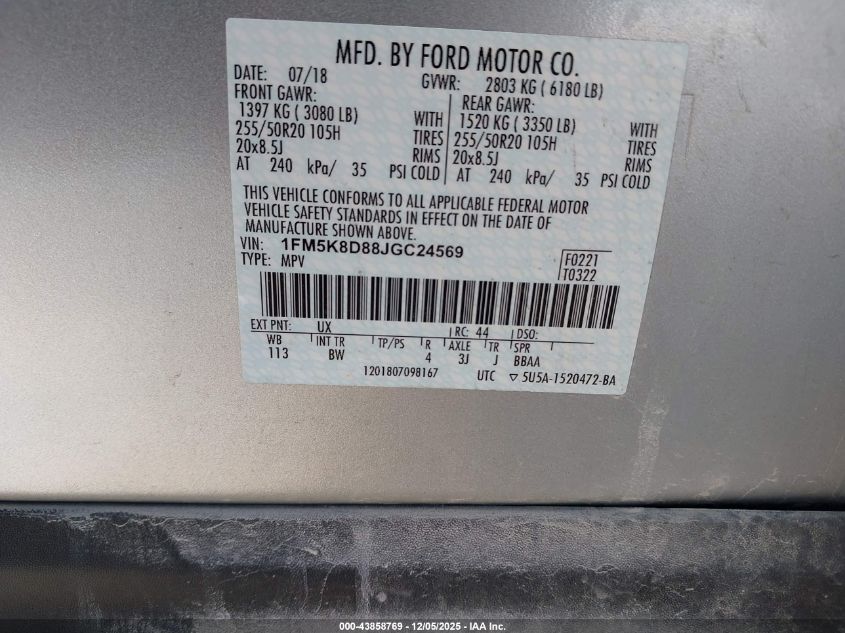 MFD. BY FORD MOTOR CO.
DATE: 07/18 GVWR: 2803 KG ( 6180 LB)
FRONT GAWR: REAR GAWR:
1397 KG ( 3080 LB) WITH 1520 KG ( 3350 LB) WITH
255/50R20 105H TIRES 255/50R20 105H TIRES
20x8.5J RIMS 20x8.5J RIMS
AT 240 kPa/ 35 PSI COLD AT 240 kPa/ 35 PSI COLD
THIS VEHICLE CONFORMS TO ALL APPLICABLE FEDERAL MOTOR
VEHICLE SAFETY STANDARDS IN EFFECT ON THE DATE OF
MANUFACTURE SHOWN ABOVE.
VIN: 1FM5K8D88JGC24569 F0221
TYPE: MPV T0322
EXT PNT: UX RC: 44 DSO:
WB INT TR TP/PS R AXLE TR SPR
113 BW 4 3J J BBAA
1201807098167 UTC ▽ 5U5A-1520472-BA
000-43858769 - 12/05/2025 - IAA Inc.